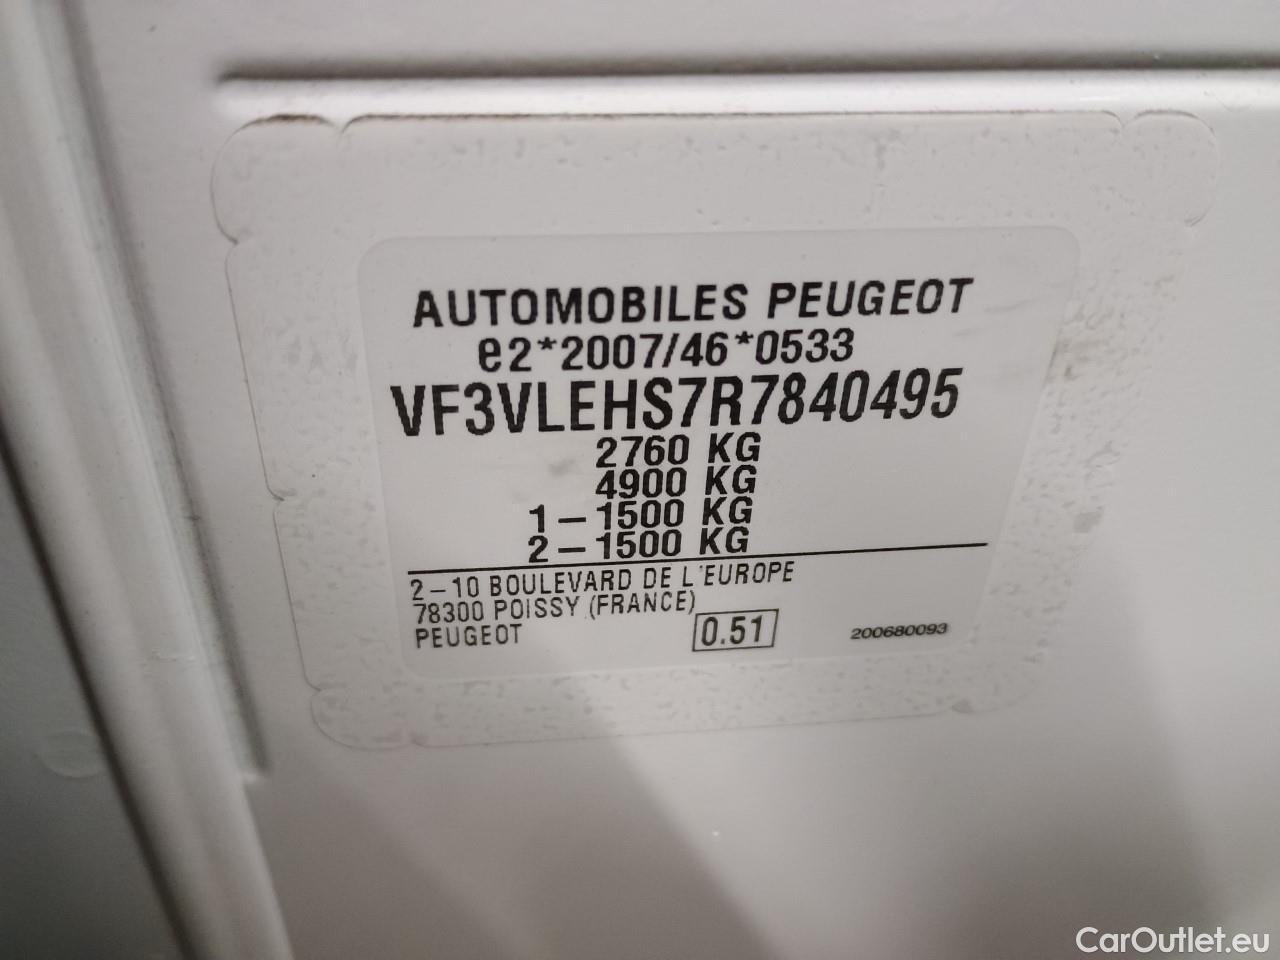 AUTOMOBILES PEUGEOT
e2*2007/46*0533
VF3VLEHS7R7840495
2760 KG
4900 KG
1-1500 KG
2-1500 KG
2-10 BOULEVARD DE L'EUROPE
78300 POISSY (FRANCE)
PEUGEOT
0.51
200680093
CarOutlet.eu